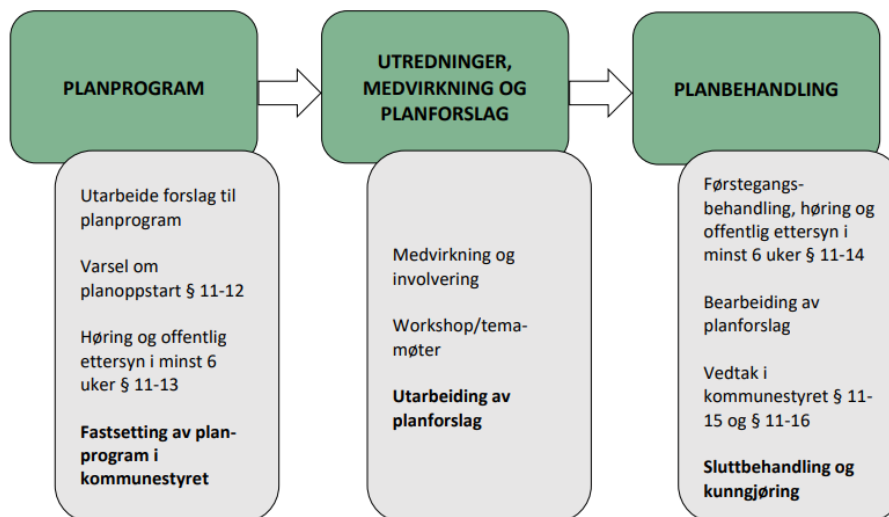 PLANPROGRAM
Utarbeide forslag til
planprogram
Varsel om
planoppstart § 11-12
Høring og offentlig
ettersyn i minst 6
uker § 11-13
Fastsetting av plan-
program i
kommunestyret
UTREDNINGER,
MEDVIRKNING OG
PLANFORSLAG
Medvirkning og
involvering
Workshop/tema-
møter
Utarbeiding av
planforslag
PLANBEHANDLING
Førstegangs-
behandling, høring og
offentlig ettersyn i
minst 6 uker § 11-14
Bearbeiding av
planforslag
Vedtak i
kommunestyret § 11-
15 og § 11-16
Sluttbehandling og
kunngjøring